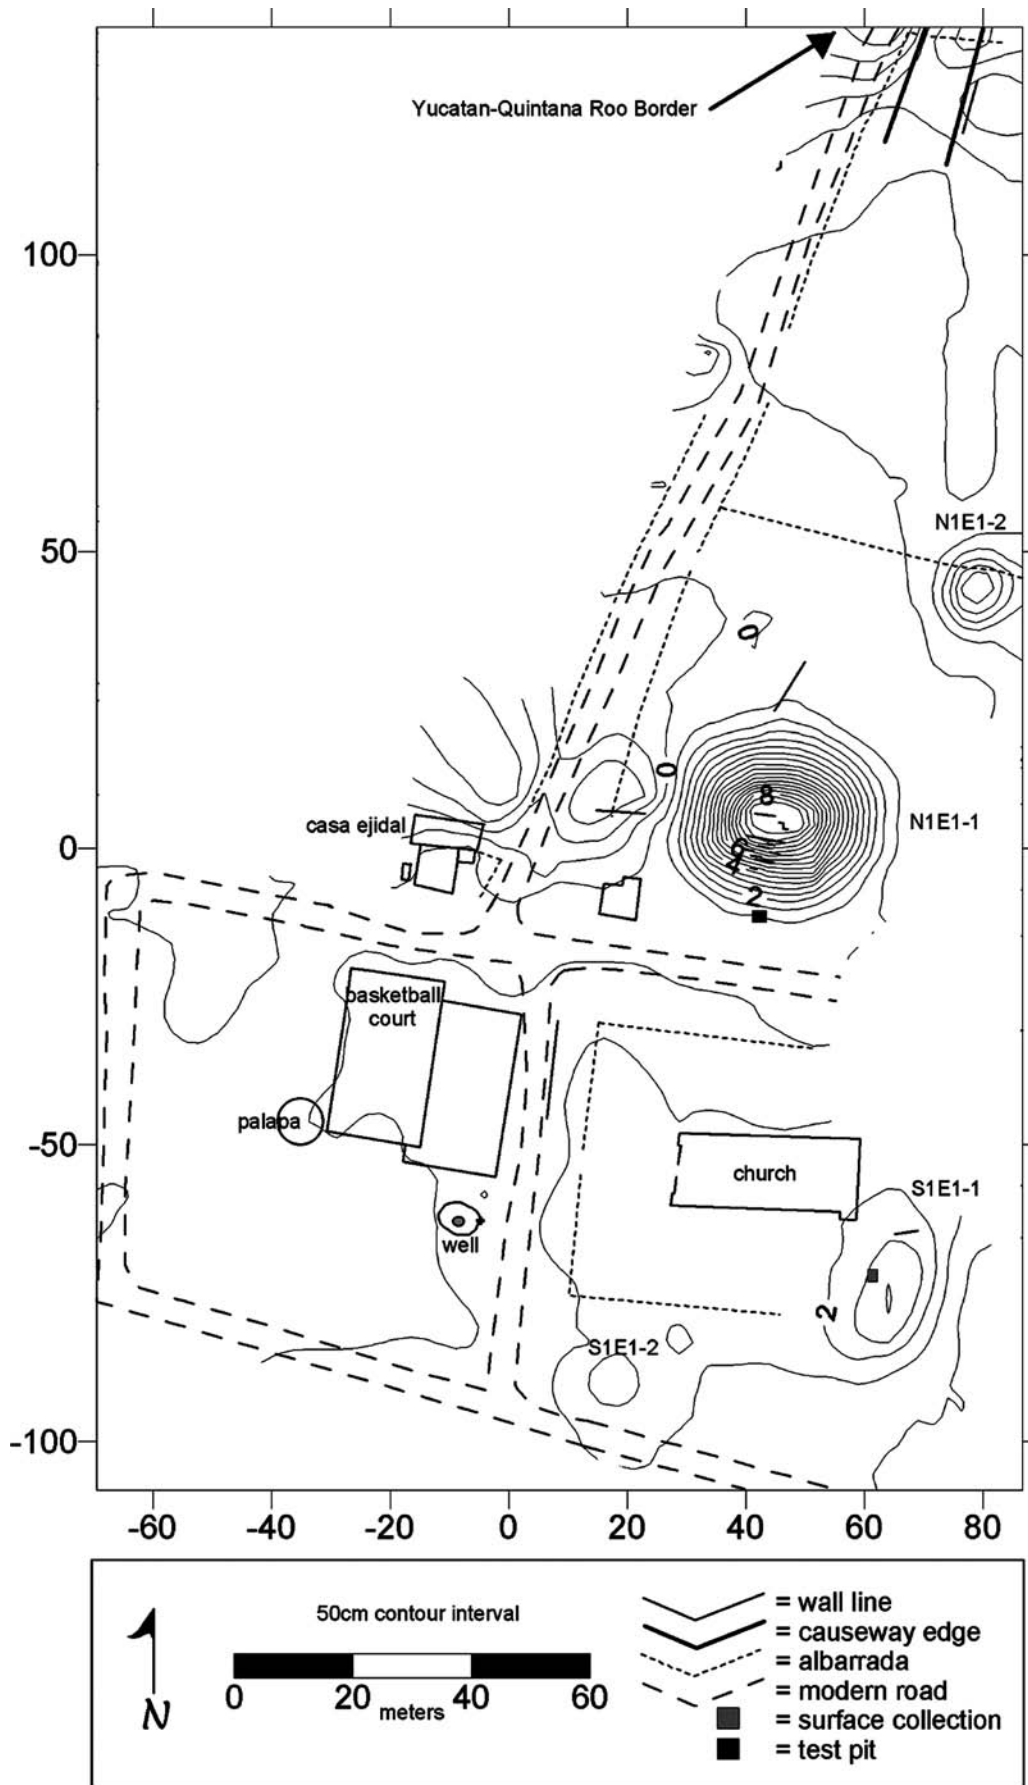 Yucatan-Quintana Roo Border
100
N1E1-2
50
0
0
8
casa ejidal
N1E1-1
0
6
4
2
basketball
court
-50
palapa
church
S1E1-1
well
2
S1E1-2
-100
-60
-40
-20
0
20
40
60
80
50cm contour interval
= wall line
= causeway edge
= albarrada
0
20
40
60
meters
= modern road
N
= surface collection
= test pit